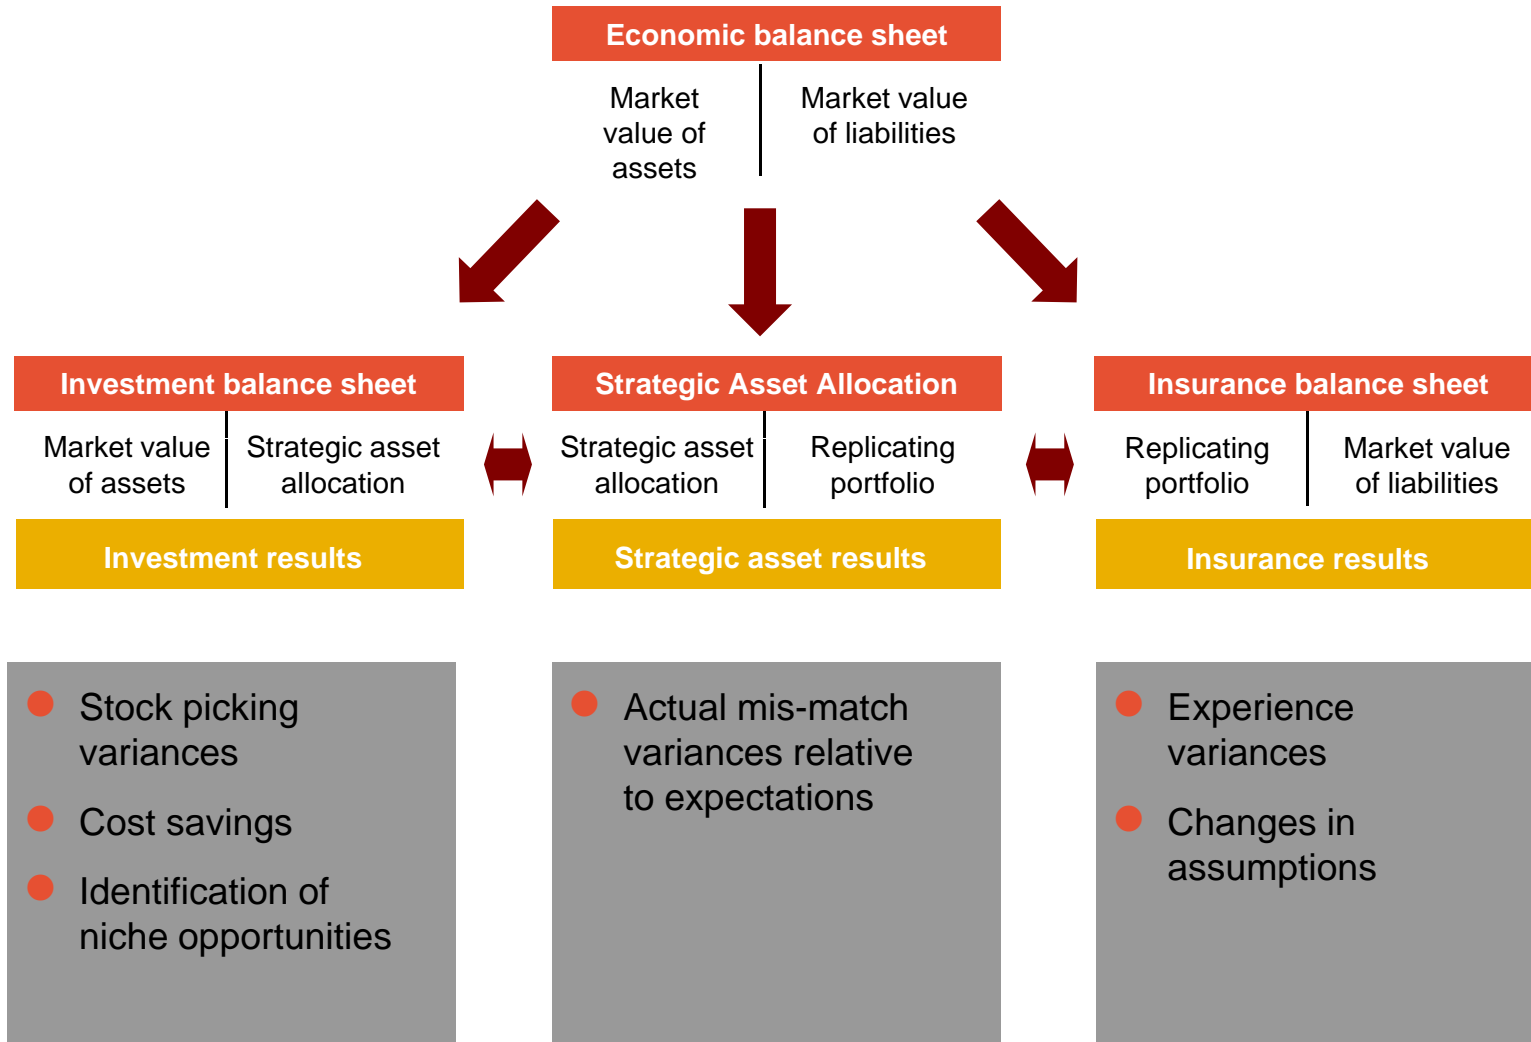 Economic balance sheet
Market
value of
assets
Market value
of liabilities
Investment balance sheet
Market value
of assets
Strategic asset
allocation
Investment results
Strategic Asset Allocation
Strategic asset
allocation
Replicating
portfolio
Strategic asset results
Insurance balance sheet
Replicating
portfolio
Market value
of liabilities
Insurance results
Stock picking
variances
Cost savings
Identification of
niche opportunities
Actual mis-match
variances relative
to expectations
Experience
variances
Changes in
assumptions